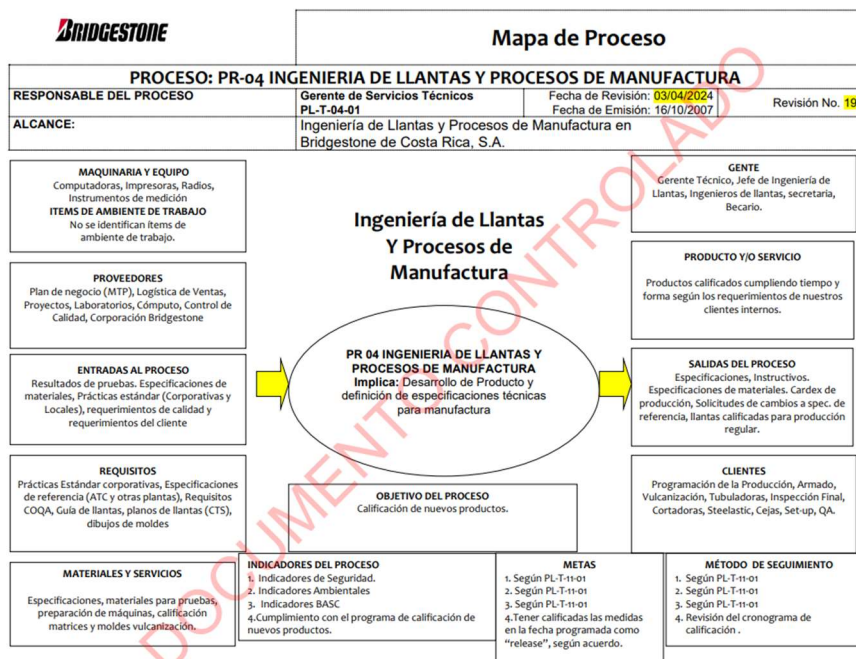 BRIDGESTONE
Mapa de Proceso
PROCESO: PR-04 INGENIERIA DE LLANTAS Y PROCESOS DE MANUFACTURA
RESPONSABLE DEL PROCESO
Gerente de Servicios Técnicos
PL-T-04-01
Fecha de Revisión: 03/04/2024
Fecha de Emisión: 16/10/2007
Revisión No. 19
ALCANCE:
Ingeniería de Llantas y Procesos de Manufactura en
Bridgestone de Costa Rica, S.A.
MAQUINARIA Y EQUIPO
Computadoras, Impresoras, Radios,
Instrumentos de medición
ITEMS DE AMBIENTE DE TRABAJO
No se identifican ítems de
ambiente de trabajo.
PROVEEDORES
Plan de negocio (MTP), Logística de Ventas,
Proyectos, Laboratorios, Cómputo, Control de
Calidad, Corporación Bridgestone
ENTRADAS AL PROCESO
Resultados de pruebas. Especificaciones de
materiales, Prácticas estándar (Corporativas y
Locales), requerimientos de calidad y
requerimientos del cliente
REQUISITOS
Prácticas Estándar corporativas, Especificaciones
de referencia (ATC y otras plantas), Requisitos
COQA, Guía de llantas, planos de llantas (CTS),
dibujos de moldes
MATERIALES Y SERVICIOS
Especificaciones, materiales para pruebas,
preparación de máquinas, calificación
matrices y moldes vulcanización.
Ingeniería de Llantas
Y Procesos de
Manufactura
PR 04 INGENIERIA DE LLANTAS Y
PROCESOS DE MANUFACTURA
Implica: Desarrollo de Producto y
definición de especificaciones técnicas
para manufactura
OBJETIVO DEL PROCESO
Calificación de nuevos productos.
GENTE
Gerente Técnico, Jefe de Ingeniería de
Llantas, Ingenieros de llantas, secretaria,
Becario.
PRODUCTO Y/O SERVICIO
Productos calificados cumpliendo tiempo y
forma según los requerimientos de nuestros
clientes internos.
SALIDAS DEL PROCESO
Especificaciones, Instructivos.
Especificaciones de materiales. Cardex de
producción, Solicitudes de cambios a spec. de
referencia, llantas calificadas para producción
regular.
CLIENTES
Programación de la Producción, Armado,
Vulcanización, Tubuladoras, Inspección Final,
Cortadoras, Steelastic, Cejas, Set-up, QA.
INDICADORES DEL PROCESO
1. Indicadores de Seguridad.
2. Indicadores Ambientales
3. Indicadores BASC
4.Cumplimiento con el programa de calificación de
nuevos productos.
METAS
1. Según PL-T-11-01
2. Según PL-T-11-01
3. Según PL-T-11-01
4.Tener calificadas las medidas
en la fecha programada como
"release", según acuerdo.
MÉTODO DE SEGUIMIENTO
1. Según PL-T-11-01
2. Según PL-T-11-01
3. Según PL-T-11-01
4. Revisión del cronograma de
calificación .
DOCUMENTO CONTROLADO